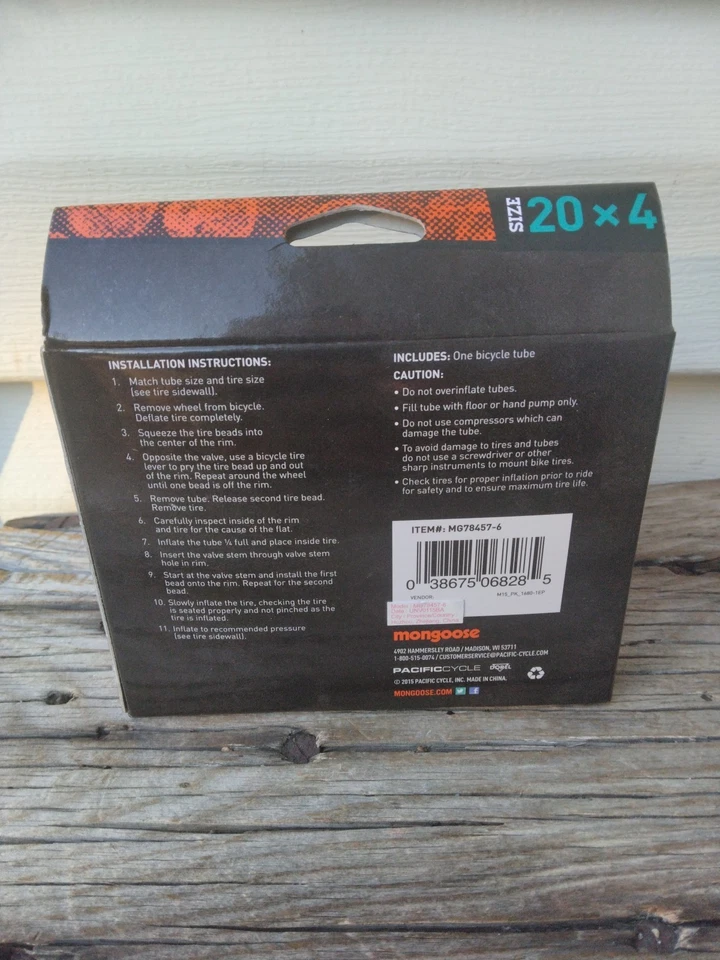 SIZE 20 × 4
INSTALLATION INSTRUCTIONS:
1. Match tube size and tire size
(see tire sidewall).
2. Remove wheel from bicycle.
Deflate tire completely.
3. Squeeze the tire beads into
the center of the rim.
4. Opposite the valve, use a bicycle tire
lever to pry the tire bead up and out
of the rim. Repeat around the wheel
until one bead is off the rim.
5. Remove tube. Release second tire bead.
Remove tire.
6. Carefully inspect inside of the rim
and tire for the cause of the flat.
7. Inflate the tube ¼ full and place inside tire.
8. Insert the valve stem through valve stem
hole in rim.
9. Start at the valve stem and install the first
bead onto the rim. Repeat for the second
bead.
10. Slowly inflate the tire, checking the tire
is seated properly and not pinched as the
tire is inflated.
11. Inflate to recommended pressure
(see tire sidewall).
INCLUDES: One bicycle tube
CAUTION:
• Do not overinflate tubes.
• Fill tube with floor or hand pump only.
• Do not use compressors which can
damage the tube.
• To avoid damage to tires and tubes
do not use a screwdriver or other
sharp instruments to mount bike tires.
• Check tires for proper inflation prior to ride
for safety and to ensure maximum tire life.
ITEM#: MG78457-6
0 38675 06828 5
VENDOR:
M15_PK_1680-1EP
mongoose
4902 HAMMERSLEY ROAD / MADISON, WI 53711
1-800-515-0074 / CUSTOMERSERVICE@PACIFIC-CYCLE.COM
PACIFICCYCLE DOREL
© 2015 PACIFIC CYCLE, INC. MADE IN CHINA.
MONGOOSE.COM